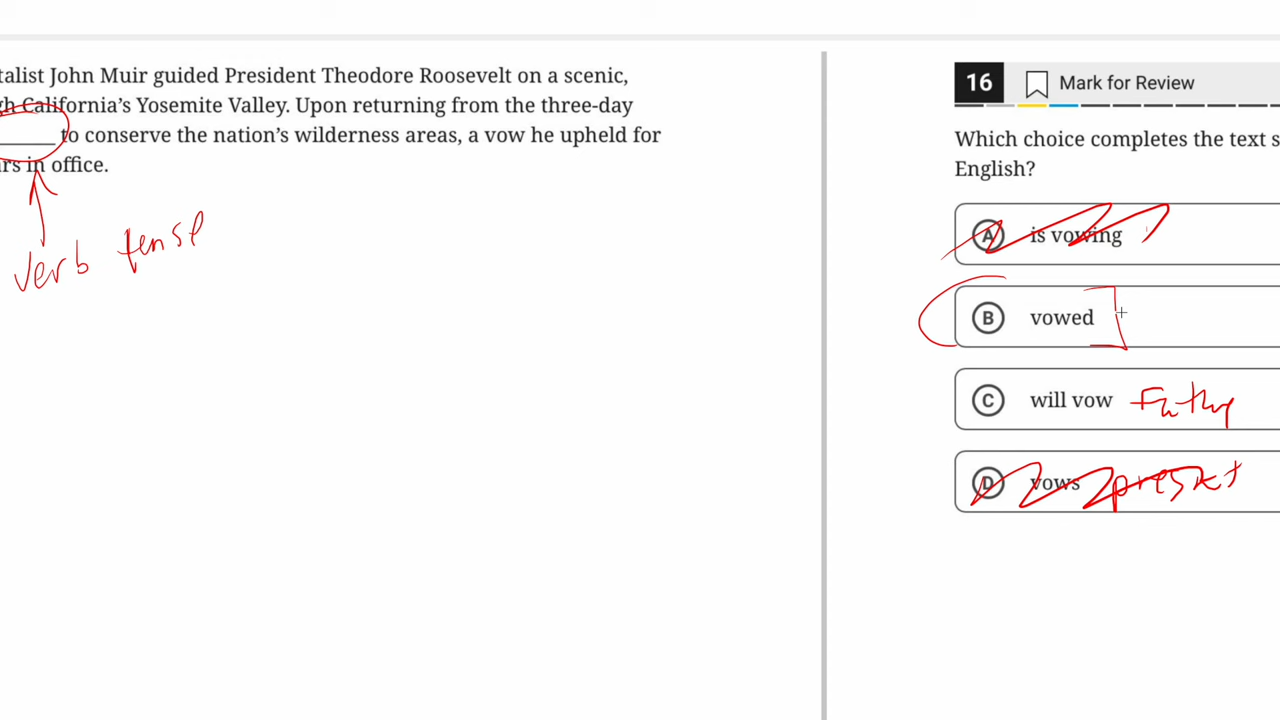 talist John Muir guided President Theodore Roosevelt on a scenic,
gh California's Yosemite Valley. Upon returning from the three-day
______ to conserve the nation's wilderness areas, a vow he upheld for
rs in office.
verb tense
16 Mark for Review
Which choice completes the text s
English?
A is vowing
B vowed
C will vow
D vows present